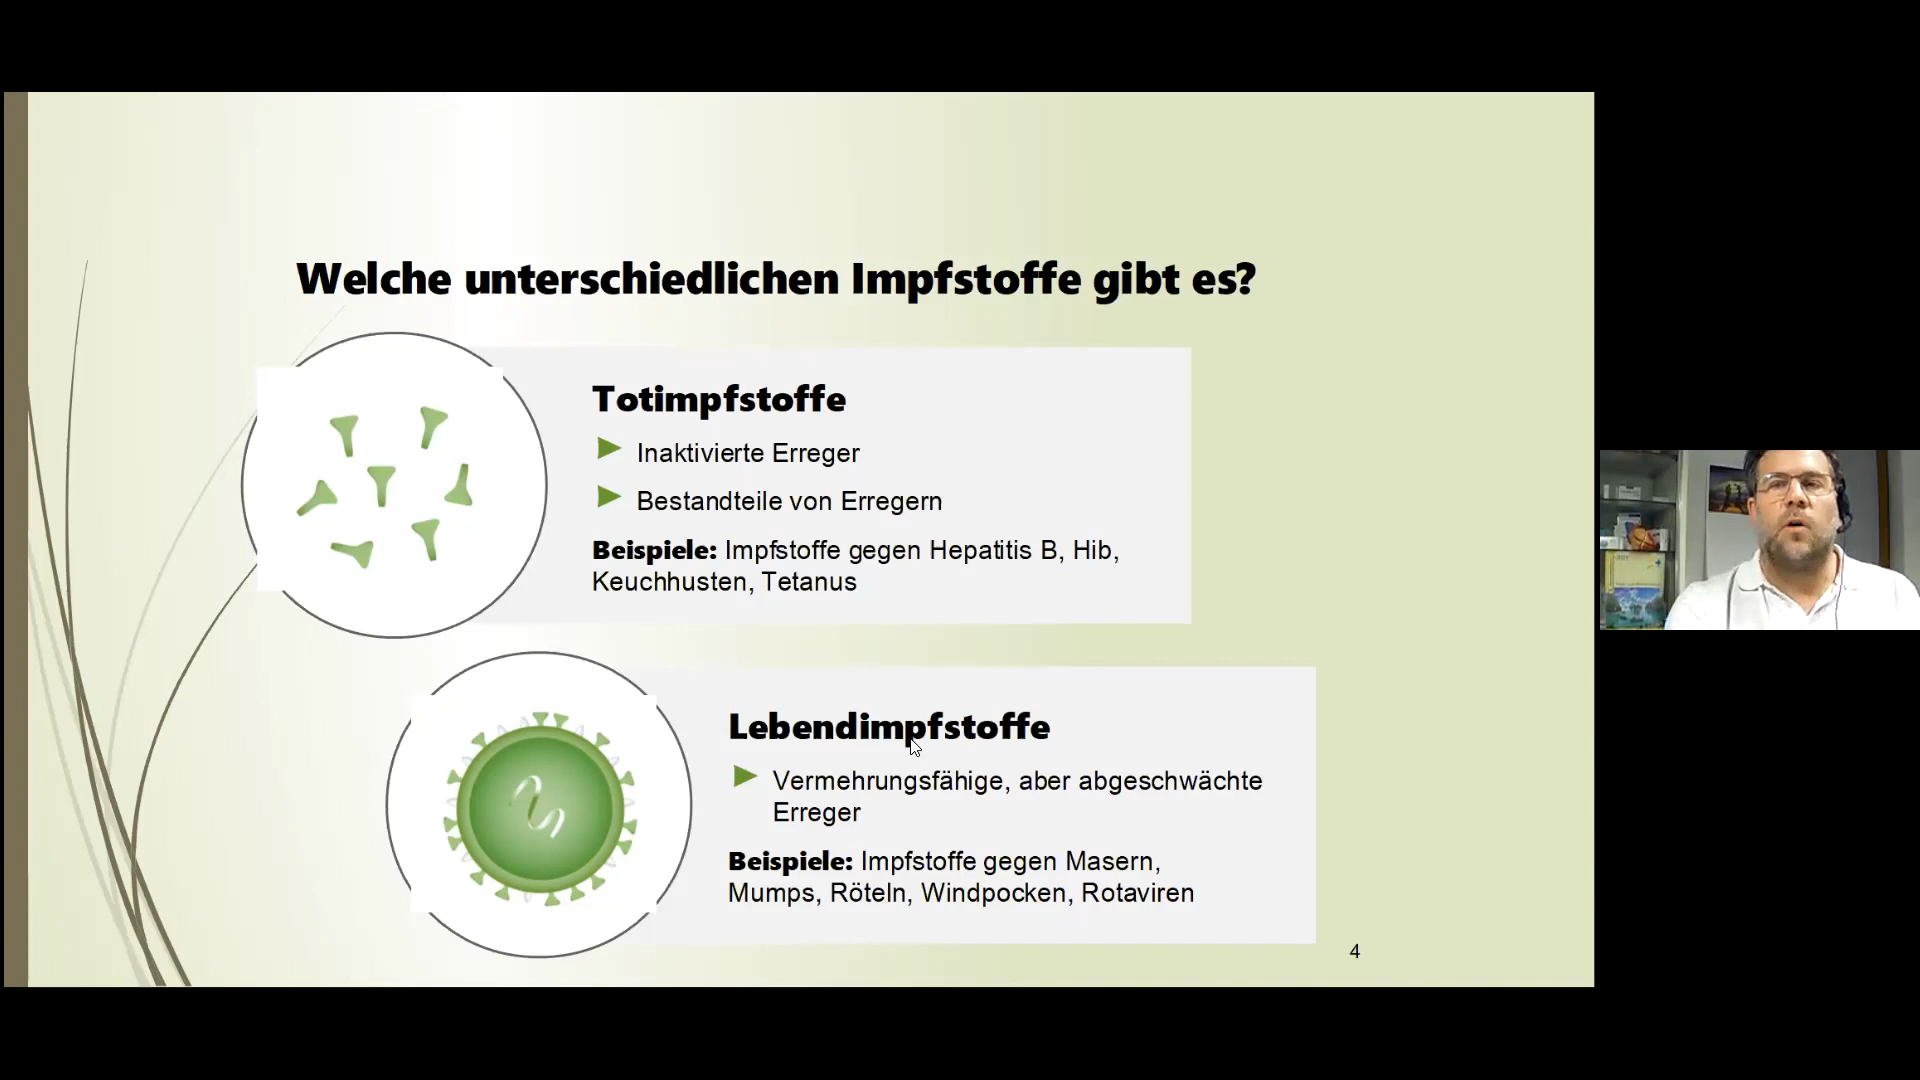 Welche unterschiedlichen Impfstoffe gibt es?
Totimpfstoffe
Inaktivierte Erreger
Bestandteile von Erregern
Beispiele: Impfstoffe gegen Hepatitis B, Hib,
Keuchhusten, Tetanus
Lebendimpfstoffe
Vermehrungsfähige, aber abgeschwächte
Erreger
Beispiele: Impfstoffe gegen Masern,
Mumps, Röteln, Windpocken, Rotaviren
4